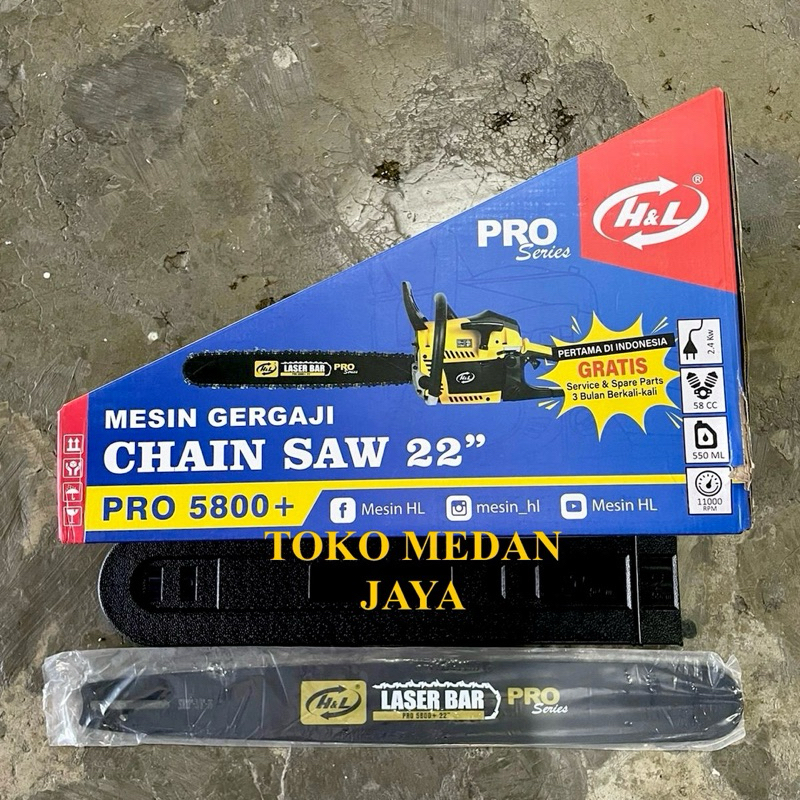 H&L
®
PRO
Series
H&L
LASER BAR
PRO
Series
H&L
PERTAMA DI INDONESIA
GRATIS
Service & Spare Parts
3 Bulan Berkali-kali
2.4 Kw
58 CC
550 ML
11000
RPM
MESIN GERGAJI
CHAIN SAW 22”
PRO 5800+
f Mesin HL
mesin_hl
Mesin HL
TOKO MEDAN
JAYA
H&L
LASER BAR
PRO 5800+ 22"
PRO
Series